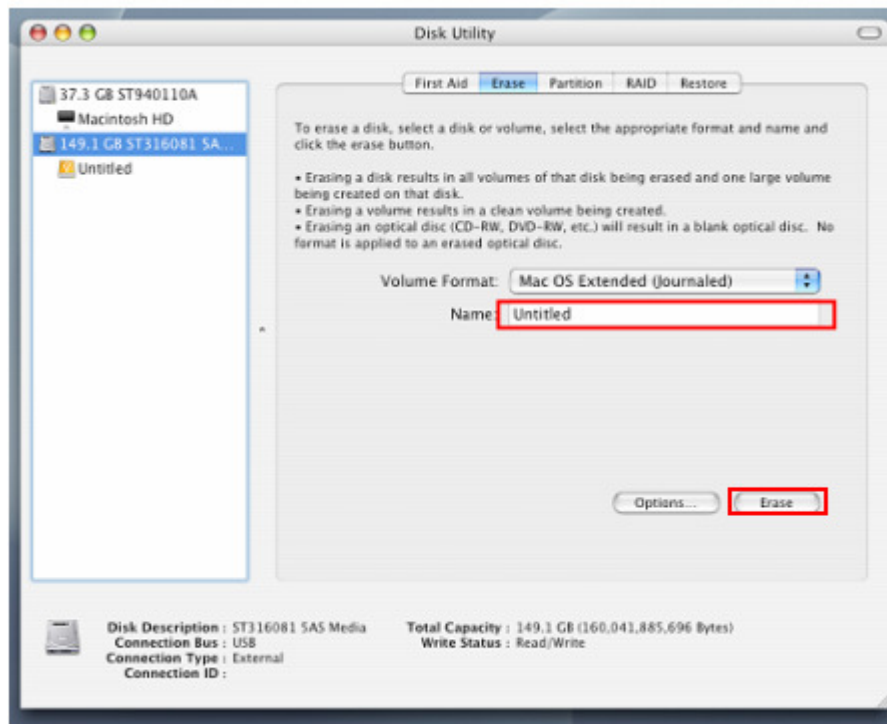 Disk Utility
37.3 GB ST940110A
Macintosh HD
149.1 GB ST316081 5A...
Untitled
First Aid Erase Partition RAID Restore
To erase a disk, select a disk or volume, select the appropriate format and name and
click the erase button.
• Erasing a disk results in all volumes of that disk being erased and one large volume
being created on that disk.
• Erasing a volume results in a clean volume being created.
• Erasing an optical disc (CD-RW, DVD-RW, etc.) will result in a blank optical disc. No
format is applied to an erased optical disc.
Volume Format: Mac OS Extended (Journaled)
Name: Untitled
Options... Erase
Disk Description : ST316081 5AS Media
Connection Bus : USB
Connection Type : External
Connection ID :
Total Capacity : 149.1 GB (160,041,885,696 Bytes)
Write Status : Read/Write